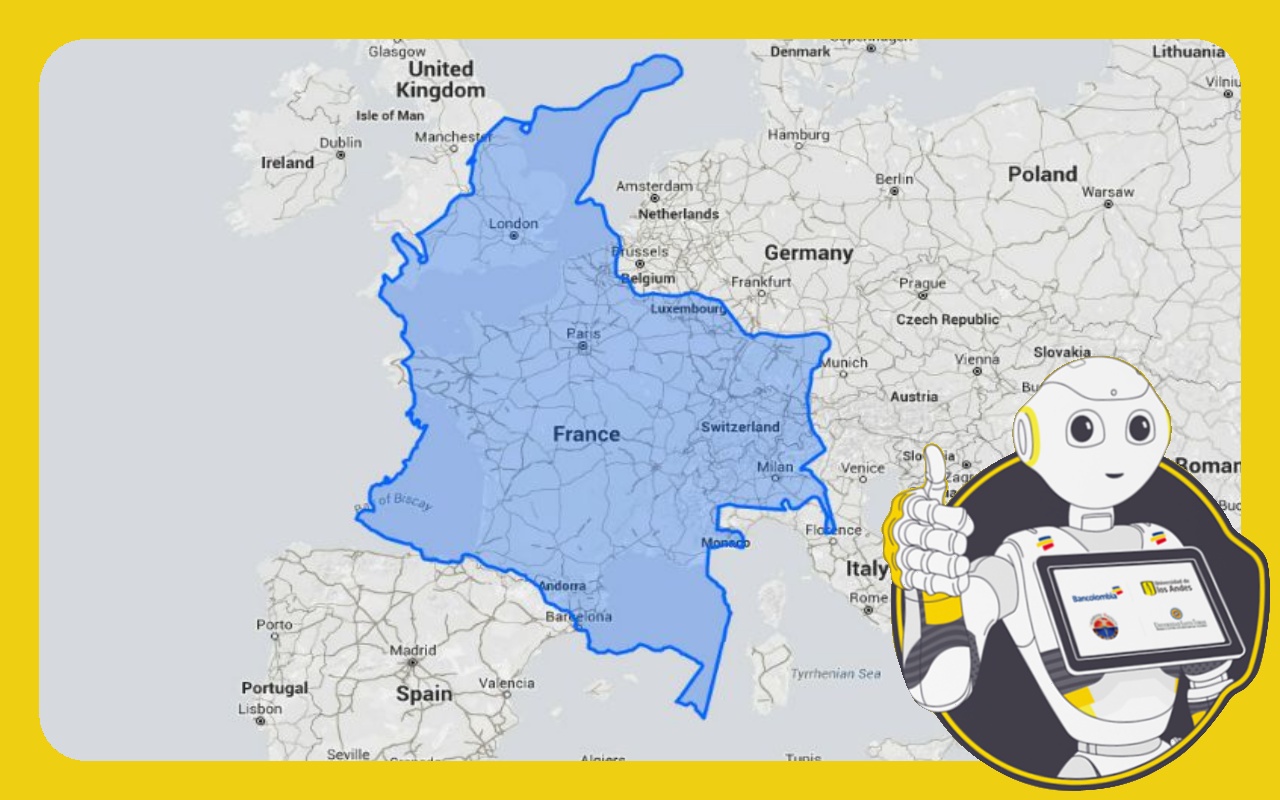 Glasgow
United
Kingdom
Isle of Man
Manchester
Dublin
Ireland
London
Denmark
Copenhagen
Lithuania
Hamburg
Amsterdam
Netherlands
Berlin
Poland
Warsaw
Brussels
Belgium
Germany
Frankfurt
Prague
Luxembourg
Czech Republic
Paris
Munich
Vienna
Slovakia
Austria
France
Switzerland
Milan
Venice
Florence
Monaco
Italy
Rome
Bay of Biscay
Andorra
Barcelona
Porto
Madrid
Portugal
Spain
Valencia
Lisbon
Seville
Tyrrhenian Sea
Algiers
Tunis
Roman
Bancolombia
Universidad de
los Andes